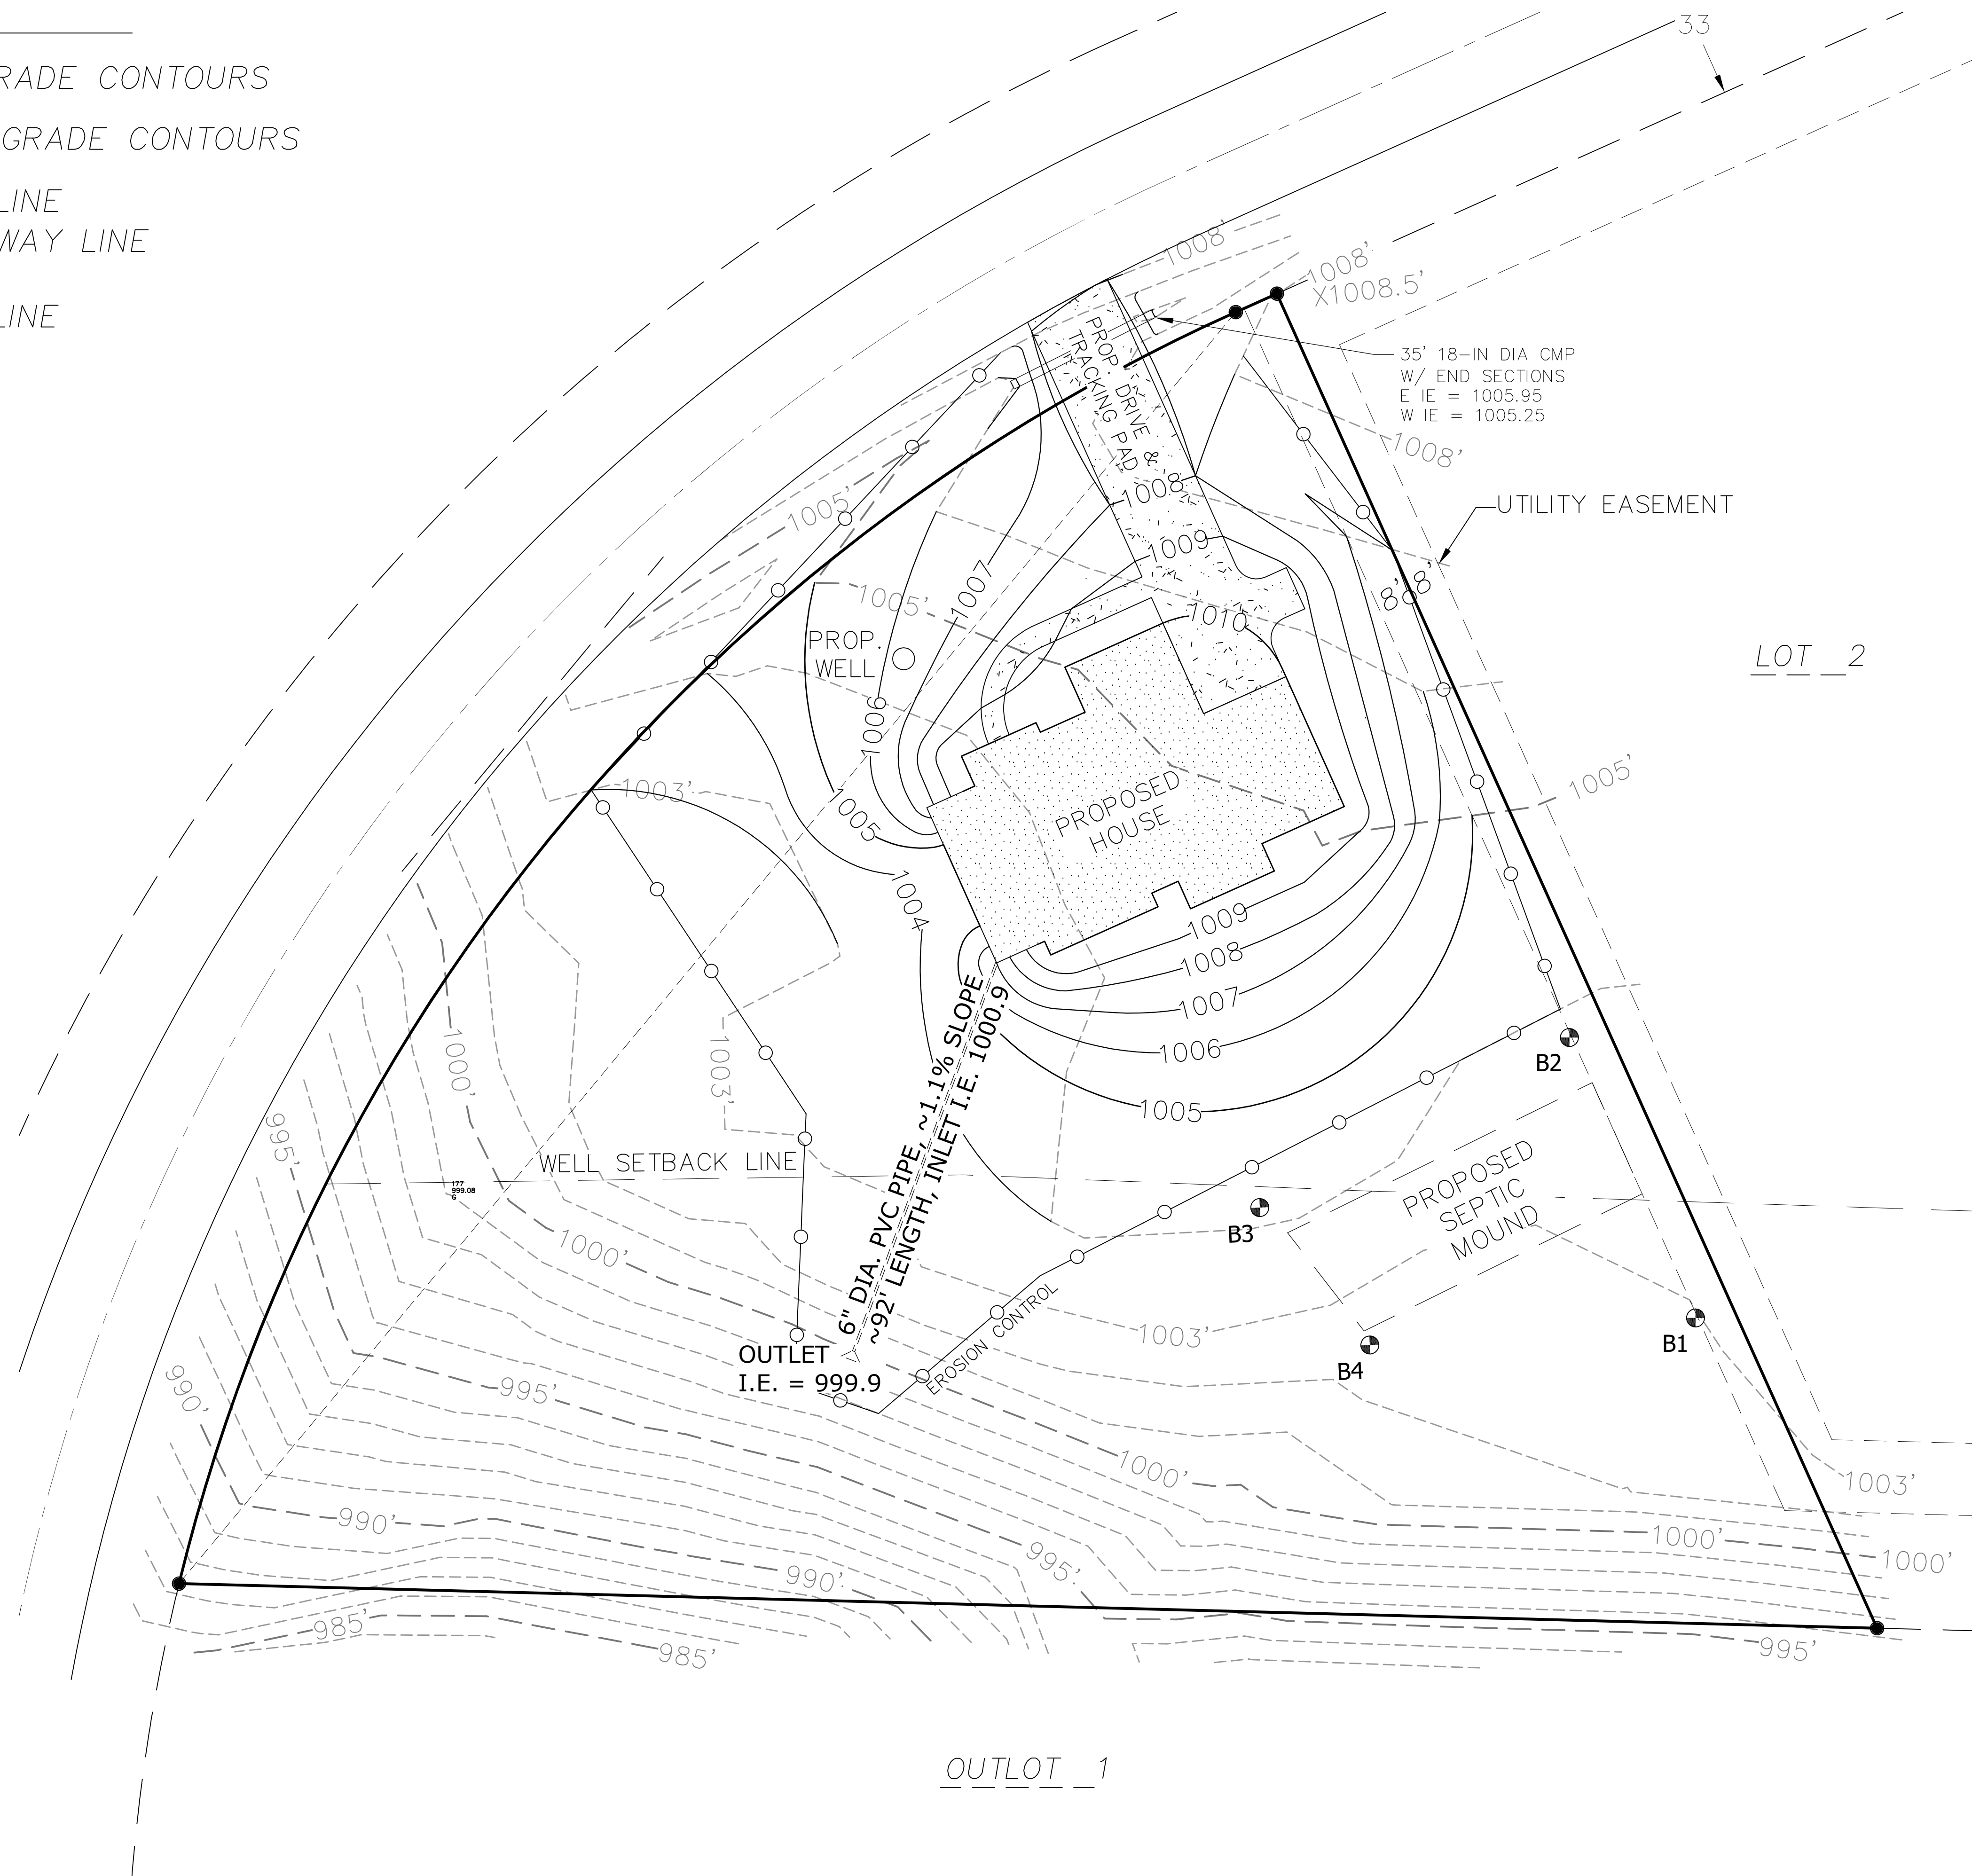 RADE CONTOURS
GRADE CONTOURS
LINE
WAY LINE
LINE
33
1008'
1008'
X1008.5'
35' 18-IN DIA CMP
W/ END SECTIONS
E IE = 1005.95
W IE = 1005.25
PROP. DRIVE &
TRACKING PAD
1008'
UTILITY EASEMENT
1005'
1008
1009
8' 8'
1007
1005'
1010
PROP.
WELL
LOT 2
1006
1003'
1005
PROPOSED
HOUSE
1005'
1004
1009
1008
1007
1006
1005
6" DIA. PVC PIPE, ~1.1% SLOPE
~92' LENGTH, INLET I.E. 1000.9
1000'
1003'
995'
B2
WELL SETBACK LINE
177
999.08
G
PROPOSED
SEPTIC
MOUND
B3
1000'
EROSION CONTROL
1003'
B1
B4
OUTLET
I.E. = 999.9
990'
995'
1000'
1003'
990'
1000'
1000'
995'
990'
985'
985'
995'
OUTLOT 1